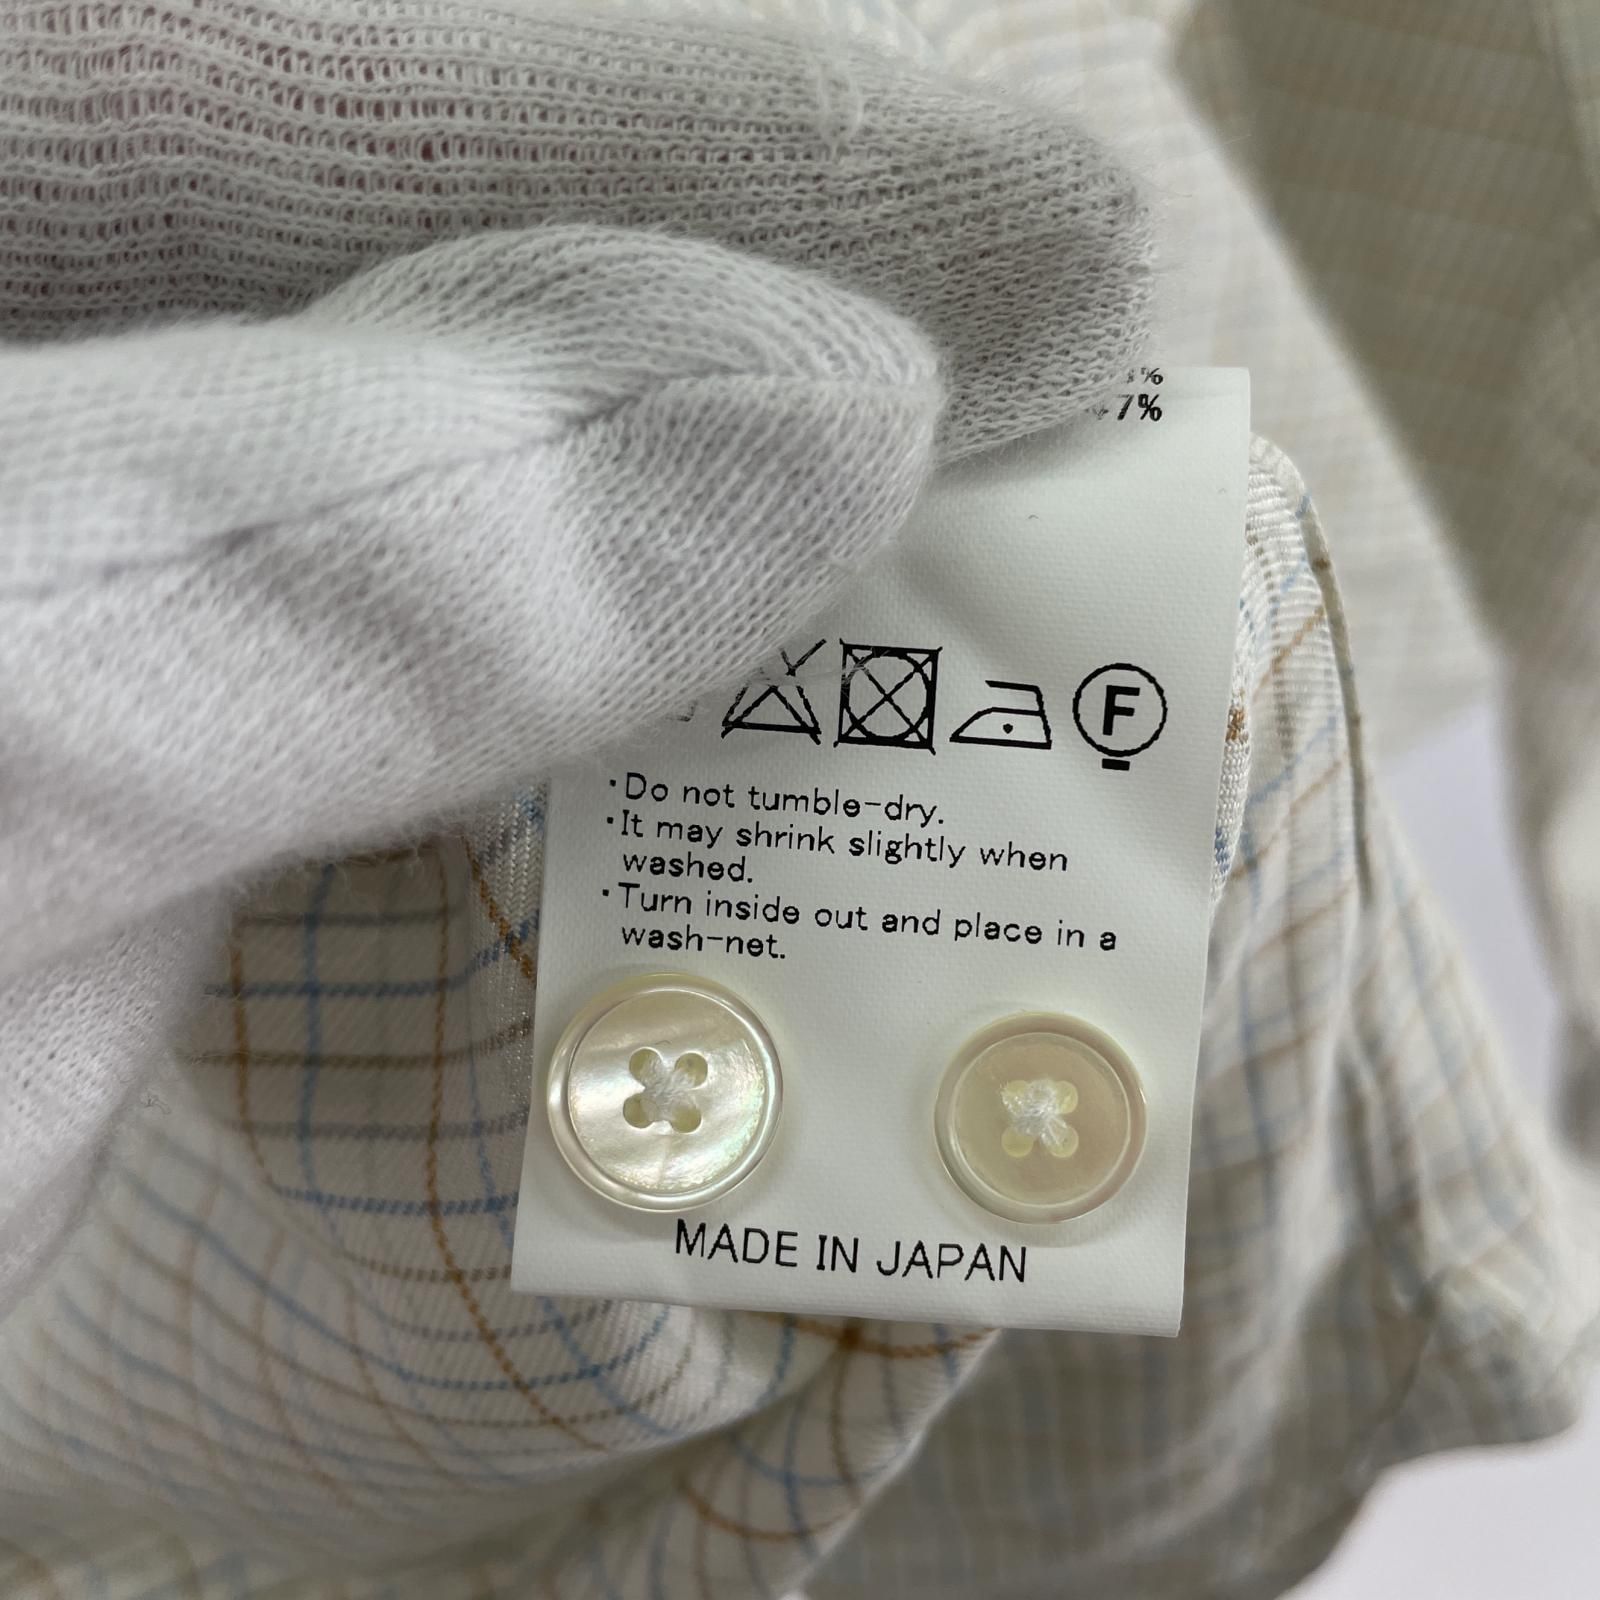 7%
F
・Do not tumble-dry.
・It may shrink slightly when
washed.
・Turn inside out and place in a
wash-net.
MADE IN JAPAN